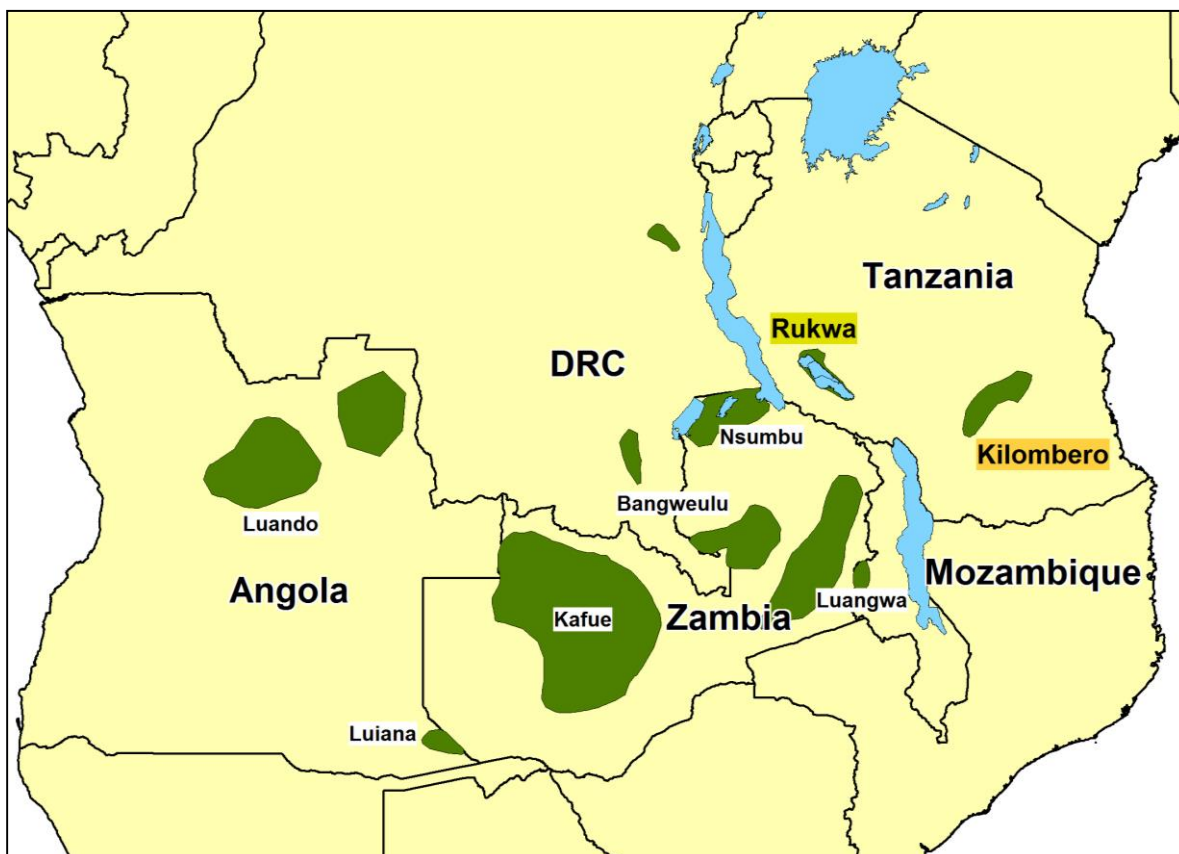 Tanzania
Rukwa
DRC
Nsumbu
Kilombero
Bangweulu
Luando
Mozambique
Angola
Luangwa
Kafue
Zambia
Luiana